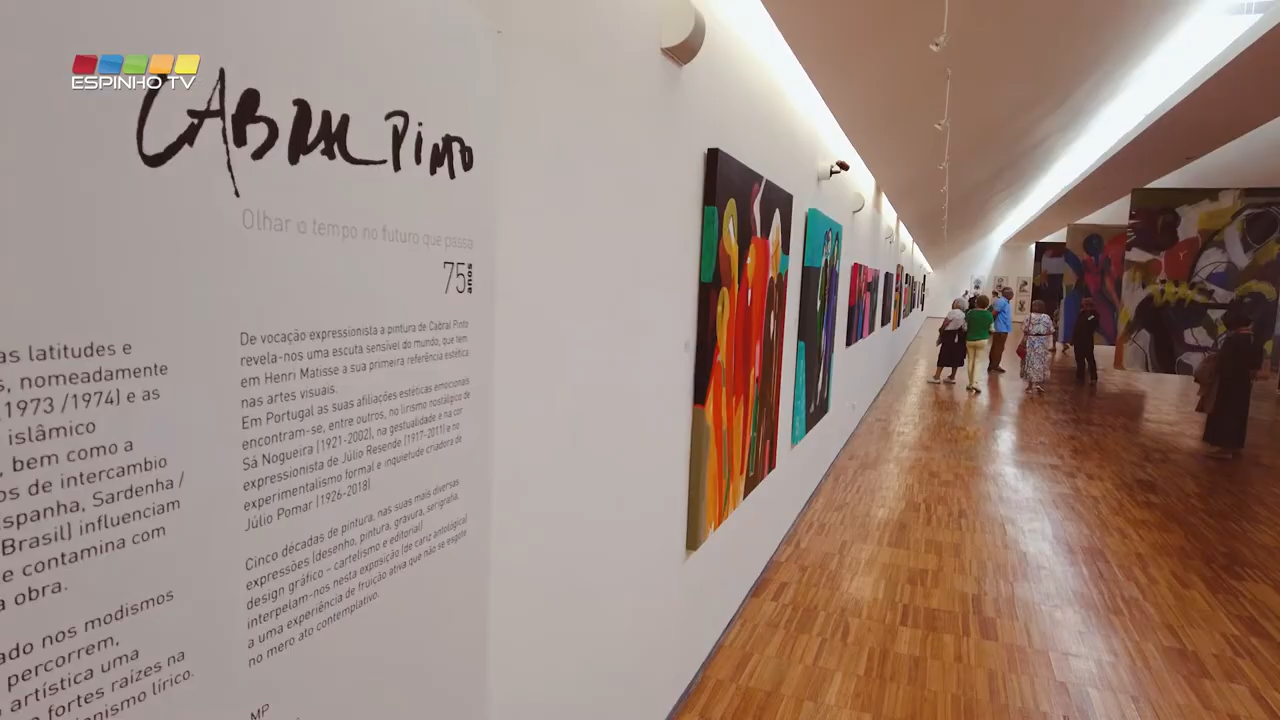 ESPINHO TV
CABRAL PINTO
Olhar o tempo no futuro que passa
75 anos
as latitudes e
s, nomeadamente
(1973 /1974) e as
islâmico
, bem como a
os de intercambio
spanha, Sardenha /
Brasil) influenciam
e contamina com
a obra.
ado nos modismos
percorrem,
artística uma
fortes raízes na
ionismo lírico.
De vocação expressionista a pintura de Cabral Pinto
revela-nos uma escuta sensível do mundo, que tem
em Henri Matisse a sua primeira referência estética
nas artes visuais.
Em Portugal as suas afiliações estéticas emocionais
encontram-se, entre outros, no lirismo nostálgico de
Sá Nogueira (1921-2002), na gestualidade e na cor
expressionista de Júlio Resende (1917-2011) e no
experimentalismo formal e inquietude criadora de
Júlio Pomar (1926-2018)
Cinco décadas de pintura, nas suas mais diversas
expressões (desenho, pintura, gravura, serigrafia,
design gráfico – cartelismo e editorial)
interpelam-nos nesta exposição (de cariz antológico)
a uma experiência de fruição ativa que não se esgote
no mero ato contemplativo.
MP